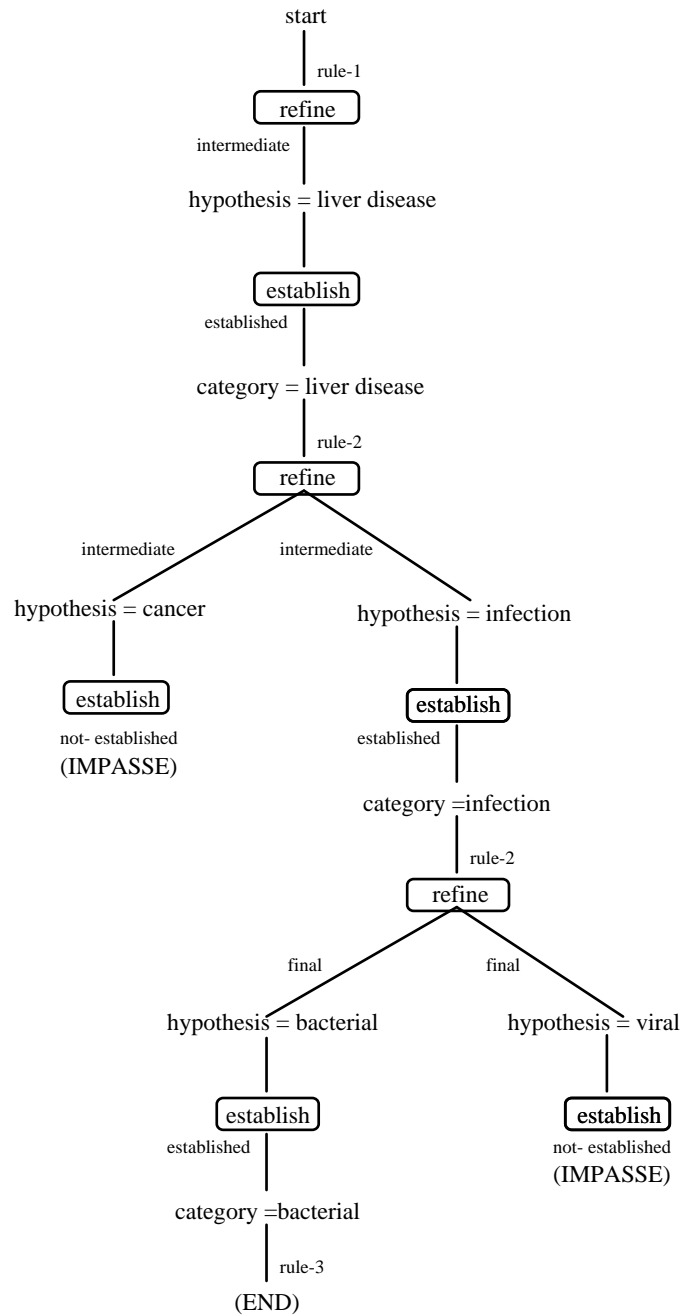 start
rule-1
refine
intermediate
hypothesis = liver disease
establish
established
category = liver disease
rule-2
refine
intermediate
intermediate
hypothesis = cancer
hypothesis = infection
establish
establish
not- established
established
(IMPASSE)
category =infection
rule-2
refine
final
final
hypothesis = bacterial
hypothesis = viral
establish
establish
established
not- established
(IMPASSE)
category =bacterial
rule-3
(END)